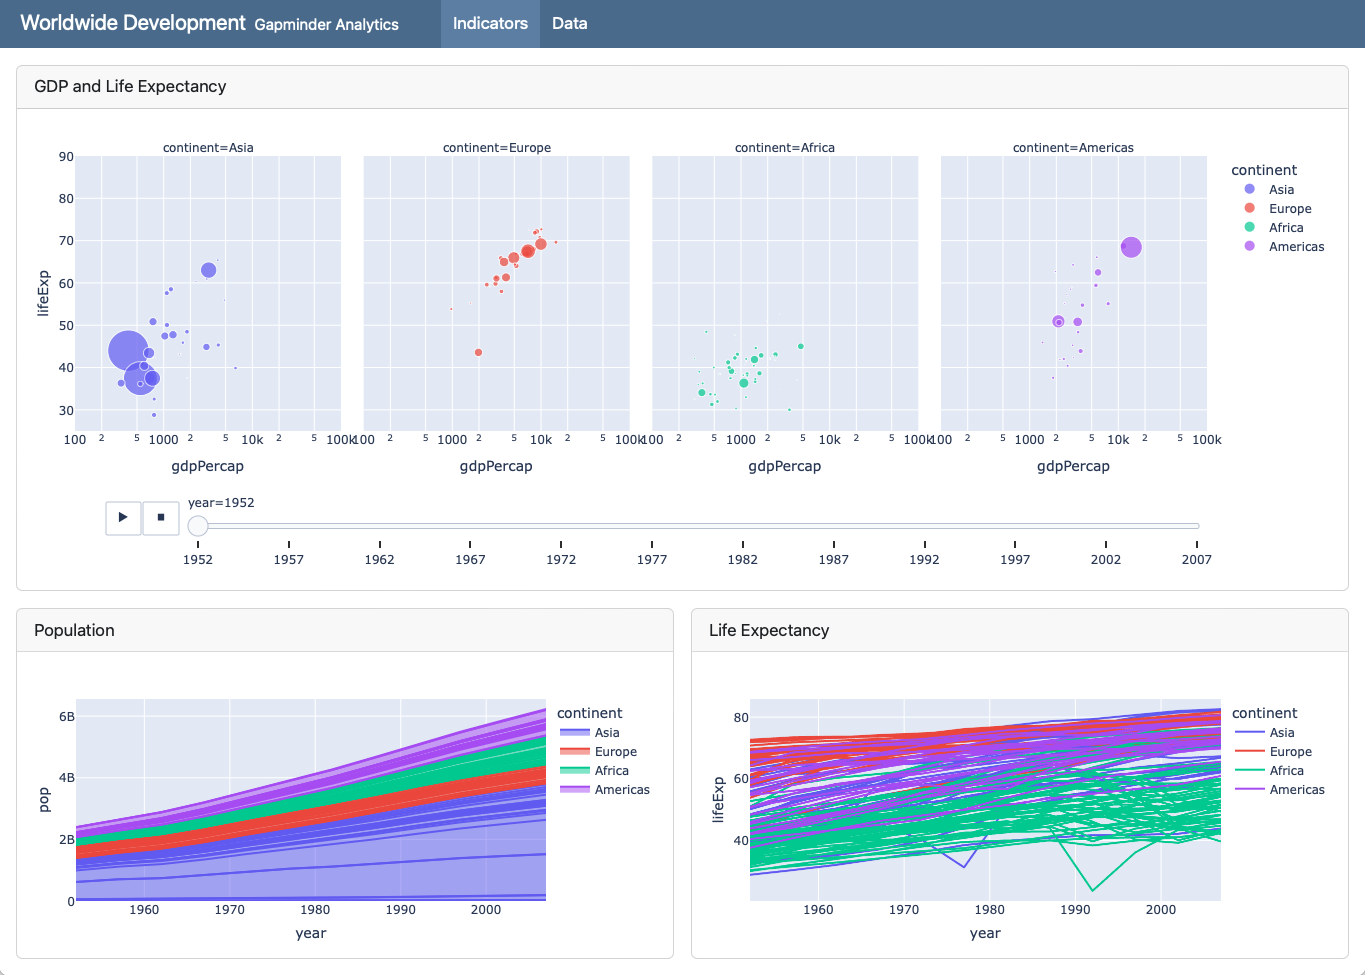 Worldwide Development Gapminder Analytics Indicators Data
GDP and Life Expectancy
continent=Asia continent=Europe continent=Africa continent=Americas
90
80
70
60
50
40
30
lifeExp
100 2 5 1000 2 5 10k 2 5 100k
100 2 5 1000 2 5 10k 2 5 100k
100 2 5 1000 2 5 10k 2 5 100k
100 2 5 1000 2 5 10k 2 5 100k
gdpPercap gdpPercap gdpPercap gdpPercap
continent
Asia
Europe
Africa
Americas
year=1952
1952 1957 1962 1967 1972 1977 1982 1987 1992 1997 2002 2007
Population
6B
4B
2B
0
pop
1960 1970 1980 1990 2000
year
continent
Asia
Europe
Africa
Americas
Life Expectancy
80
60
40
lifeExp
1960 1970 1980 1990 2000
year
continent
Asia
Europe
Africa
Americas